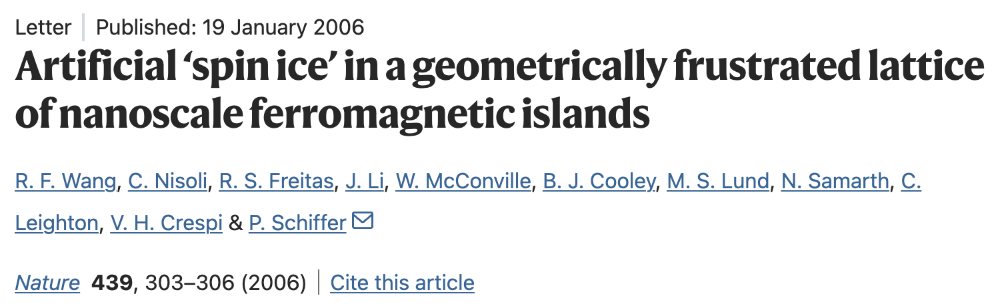 Letter | Published: 19 January 2006
Artificial ‘spin ice’ in a geometrically frustrated lattice
of nanoscale ferromagnetic islands
R. F. Wang, C. Nisoli, R. S. Freitas, J. Li, W. McConville, B. J. Cooley, M. S. Lund, N. Samarth, C.
Leighton, V. H. Crespi & P. Schiffer
Nature 439, 303–306 (2006) | Cite this article